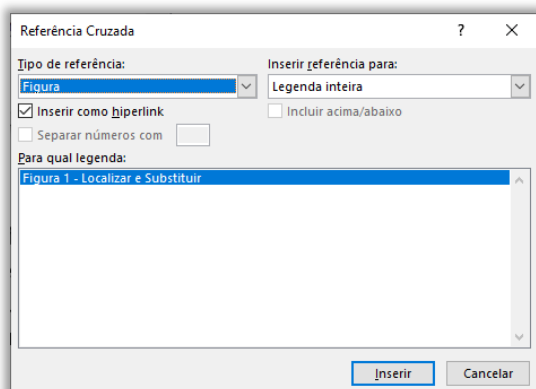 Referência Cruzada ? X
Tipo de referência: Inserir referência para:
Figura Legenda inteira
Inserir como hiperlink Incluir acima/abaixo
Separar números com
Para qual legenda:
Figura 1 - Localizar e Substituir
Inserir Cancelar